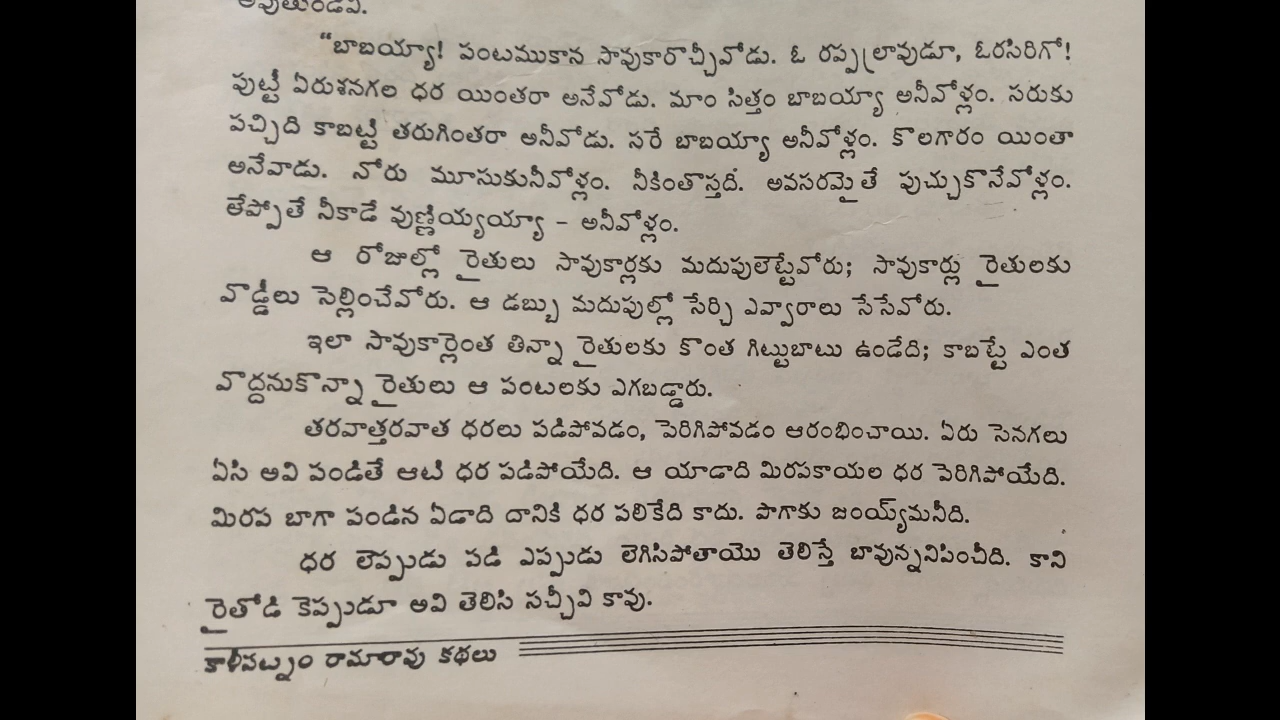 "బాబయ్యా! పంటముకాన సావుకారొచ్చీవోడు. ఓ రప్పల్రావుడూ, ఓరసిరిగో!
పుట్టీ ఏరుశనగల ధర యింతరా అనేవోడు. మాం సిత్తం బాబయ్యా అనీవోళ్లం. సరుకు
పచ్చిది కాబట్టి తరుగింతరా అనీవోడు. సరే బాబయ్యా అనీవోళ్లం. కొలగారం యింతా
అనేవాడు. నోరు మూసుకునీవోళ్లం. నీకింతొస్తదీ. అవసరమైతే పుచ్చుకొనేవోళ్లం.
తేప్పోతే నీకాడే వుణ్ణియ్యయ్యా - అనీవోళ్లం.
ఆ రోజుల్లో రైతులు సావుకార్లకు మదుపులెట్టేవోరు; సావుకార్లు రైతులకు
వొడ్డీలు సెల్లించేవోరు. ఆ డబ్బు మదుపుల్లో సేర్చి ఎవ్వారాలు సేసేవోరు.
ఇలా సావుకార్లెంత తిన్నా రైతులకు కొంత గిట్టుబాటు ఉండేది; కాబట్టే ఎంత
వొద్దనుకొన్నా రైతులు ఆ పంటలకు ఎగబడ్డారు.
తరవాత్తరవాత ధరలు పడిపోవడం, పెరిగిపోవడం ఆరంభించాయి. ఏరు సెనగలు
ఏసి అవి పండితే ఆటి ధర పడిపోయేది. ఆ యాడాది మిరపకాయల ధర పెరిగిపోయేది.
మిరప బాగా పండిన ఏడాది దానికి ధర పలికేది కాదు. పొగాకు జంయ్‌మనీది.
ధర లెప్పుడు పడి ఎప్పుడు లెగిసిపోతాయొ తెలిస్తే బావున్ననిపించీది. కాని
రైతోడి కెప్పుడూ అవి తెలిసి సచ్చీవి కావు.
కాళీపట్నం రామారావు కథలు